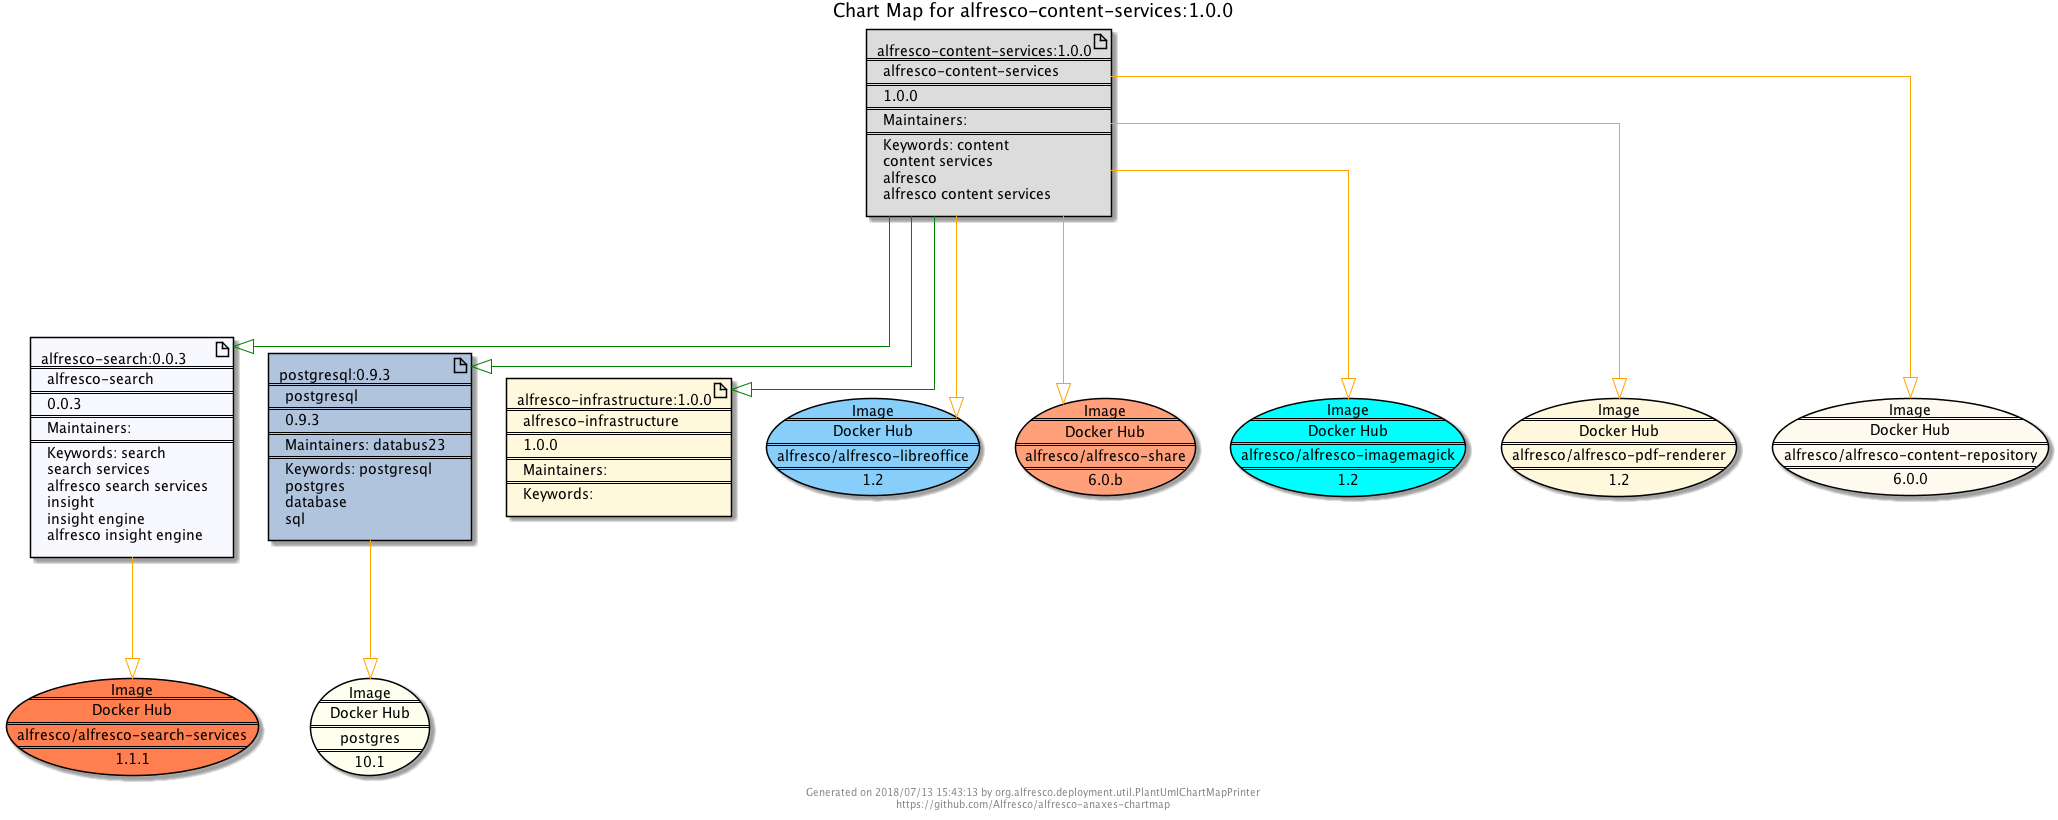 Chart Map for alfresco-content-services:1.0.0
alfresco-content-services:1.0.0
alfresco-content-services
1.0.0
Maintainers:
Keywords: content
content services
alfresco
alfresco content services
alfresco-search:0.0.3
alfresco-search
0.0.3
Maintainers:
Keywords: search
search services
alfresco search services
insight
insight engine
alfresco insight engine
postgresql:0.9.3
postgresql
0.9.3
Maintainers: databus23
Keywords: postgresql
postgres
database
sql
alfresco-infrastructure:1.0.0
alfresco-infrastructure
1.0.0
Maintainers:
Keywords:
Image
Docker Hub
alfresco/alfresco-libreoffice
1.2
Image
Docker Hub
alfresco/alfresco-share
6.0.b
Image
Docker Hub
alfresco/alfresco-imagemagick
1.2
Image
Docker Hub
alfresco/alfresco-pdf-renderer
1.2
Image
Docker Hub
alfresco/alfresco-content-repository
6.0.0
Image
Docker Hub
alfresco/alfresco-search-services
1.1.1
Image
Docker Hub
postgres
10.1
Generated on 2018/07/13 15:43:13 by org.alfresco.deployment.util.PlantUmlChartMapPrinter
https://github.com/Alfresco/alfresco-anaxes-chartmap